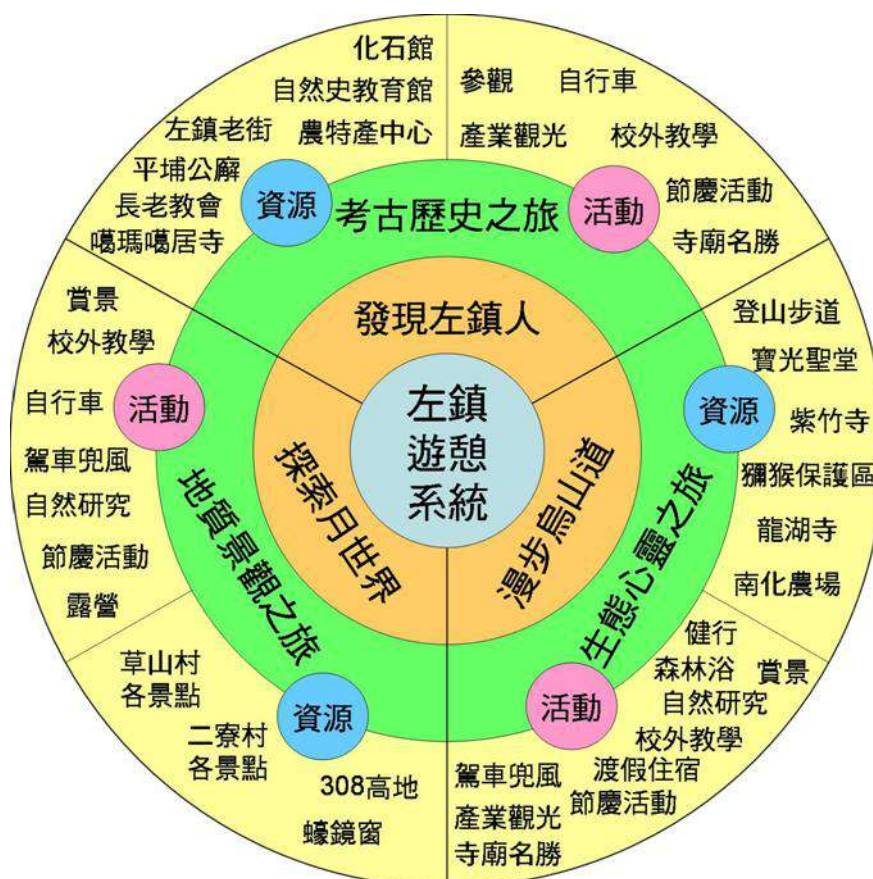 左鎮
遊憩
系統
發現左鎮人
考古歷史之旅
資源
化石館
自然史教育館
左鎮老街
農特產中心
平埔公廨
長老教會
噶瑪噶居寺
活動
參觀
自行車
產業觀光
校外教學
節慶活動
寺廟名勝
漫步烏山道
生態心靈之旅
資源
登山步道
寶光聖堂
紫竹寺
獼猴保護區
龍湖寺
南化農場
活動
健行
森林浴
賞景
自然研究
校外教學
渡假住宿
節慶活動
駕車兜風
產業觀光
寺廟名勝
探索月世界
地質景觀之旅
活動
賞景
校外教學
自行車
駕車兜風
自然研究
節慶活動
露營
資源
草山村
各景點
二寮村
各景點
308高地
蠔鏡窗